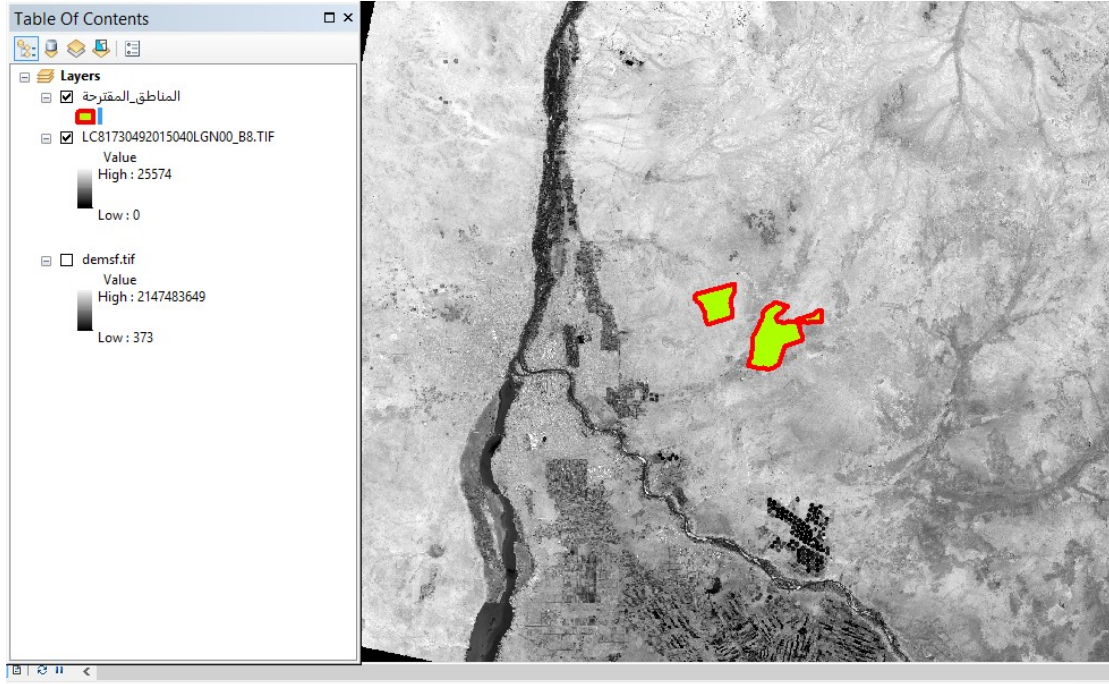 Table Of Contents
Layers
المناطق_المقترحة
LC81730492015040LGN00_B8.TIF
Value
High : 25574
Low : 0
demsf.tif
Value
High : 2147483649
Low : 373